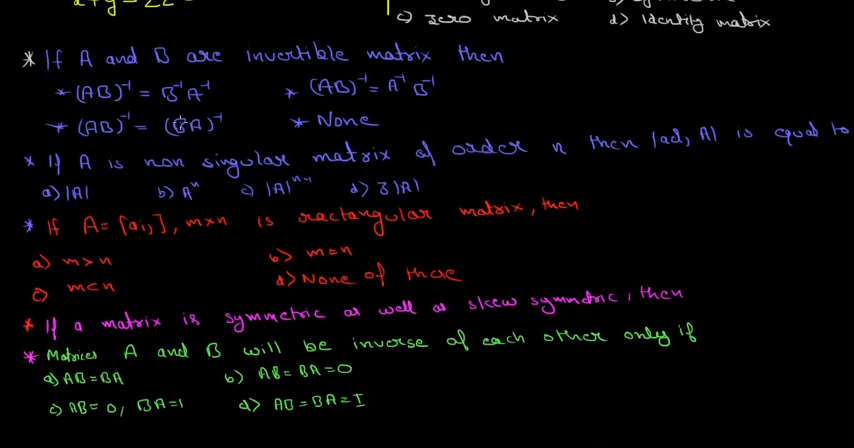 c) zero matrix d) Identity matrix
* If A and B are invertible matrix then
* (AB)⁻¹ = B⁻¹A⁻¹ * (AB)⁻¹ = A⁻¹ B⁻¹
* (AB)⁻¹ = (BA)⁻¹ * None
* If A is non singular matrix of order n then |adj A| is equal to
a) |A| b) Aⁿ c) |A|ⁿ⁻¹ d) 3|A|
* If A = [aij], m×n is rectangular matrix, then
a) m > n b) m = n
c) m < n d) None of these
* If a matrix is symmetric as well as skew symmetric, then
* Matrices A and B will be inverse of each other only if
a) AB = BA b) AB = BA = 0
c) AB = 0, BA = 1 d) AB = BA = I